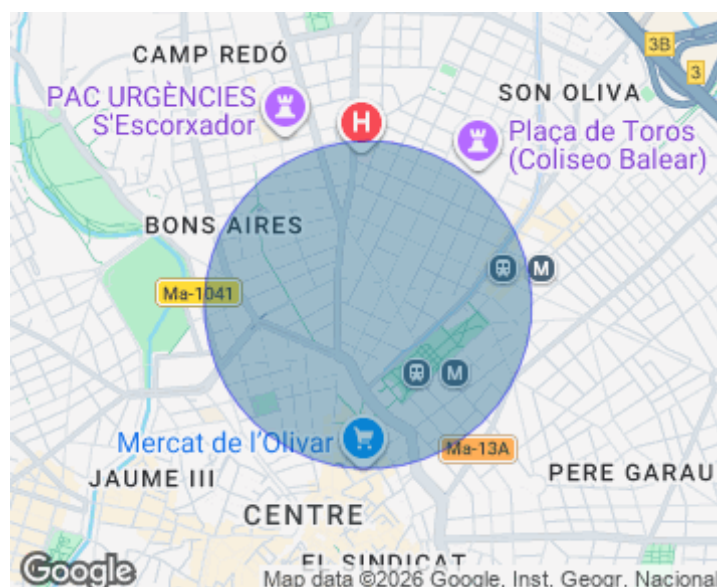 CAMP REDÓ
3B
3
PAC URGÈNCIES
S'Escorxador
H
SON OLIVA
Plaça de Toros
(Coliseo Balear)
BONS AIRES
M
Ma-1041
M
Mercat de l'Olivar
Ma-13A
JAUME III
PERE GARAU
CENTRE
EL SINDICAT
Google
Map data ©2026 Google, Inst. Geogr. Nacional